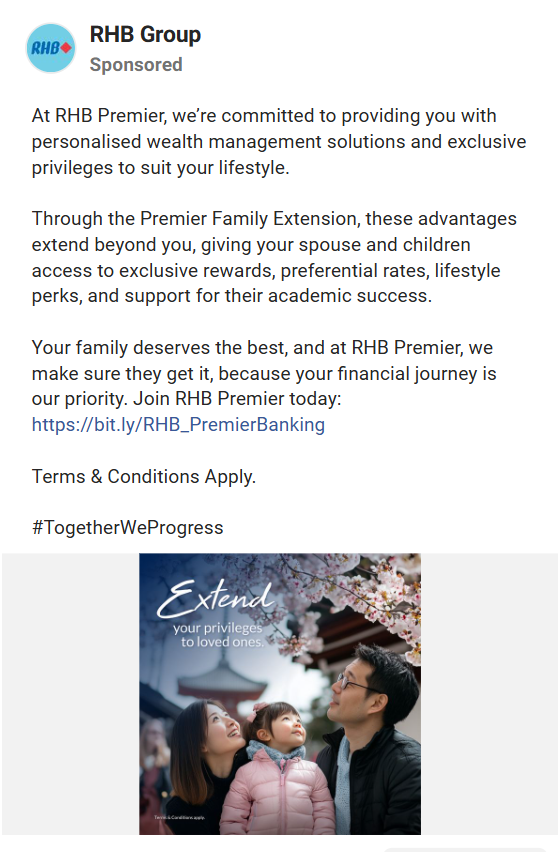 RHB Group
RHB
Sponsored
At RHB Premier, we’re committed to providing you with
personalised wealth management solutions and exclusive
privileges to suit your lifestyle.
Through the Premier Family Extension, these advantages
extend beyond you, giving your spouse and children
access to exclusive rewards, preferential rates, lifestyle
perks, and support for their academic success.
Your family deserves the best, and at RHB Premier, we
make sure they get it, because your financial journey is
our priority. Join RHB Premier today:
https://bit.ly/RHB_PremierBanking
Terms & Conditions Apply.
#TogetherWeProgress
Extend
your privileges
to loved ones.
Terms & Conditions apply.